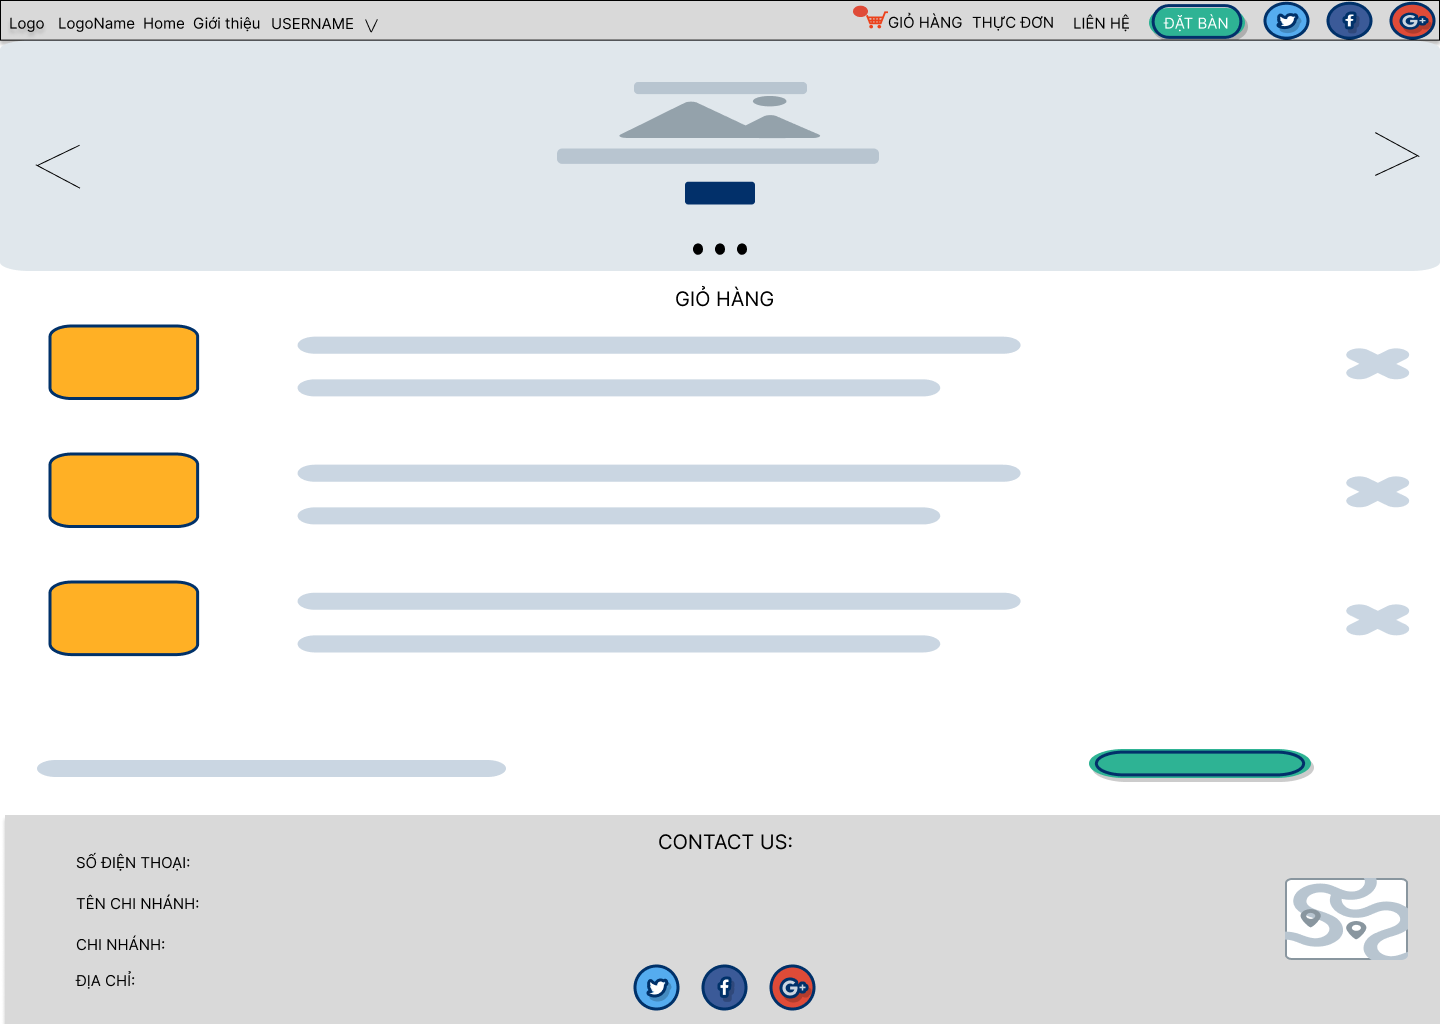 Logo LogoName Home Giới thiệu USERNAME GIỎ HÀNG THỰC ĐƠN LIÊN HỆ ĐẶT BÀN
GIỎ HÀNG
CONTACT US:
SỐ ĐIỆN THOẠI:
TÊN CHI NHÁNH:
CHI NHÁNH:
ĐỊA CHỈ: